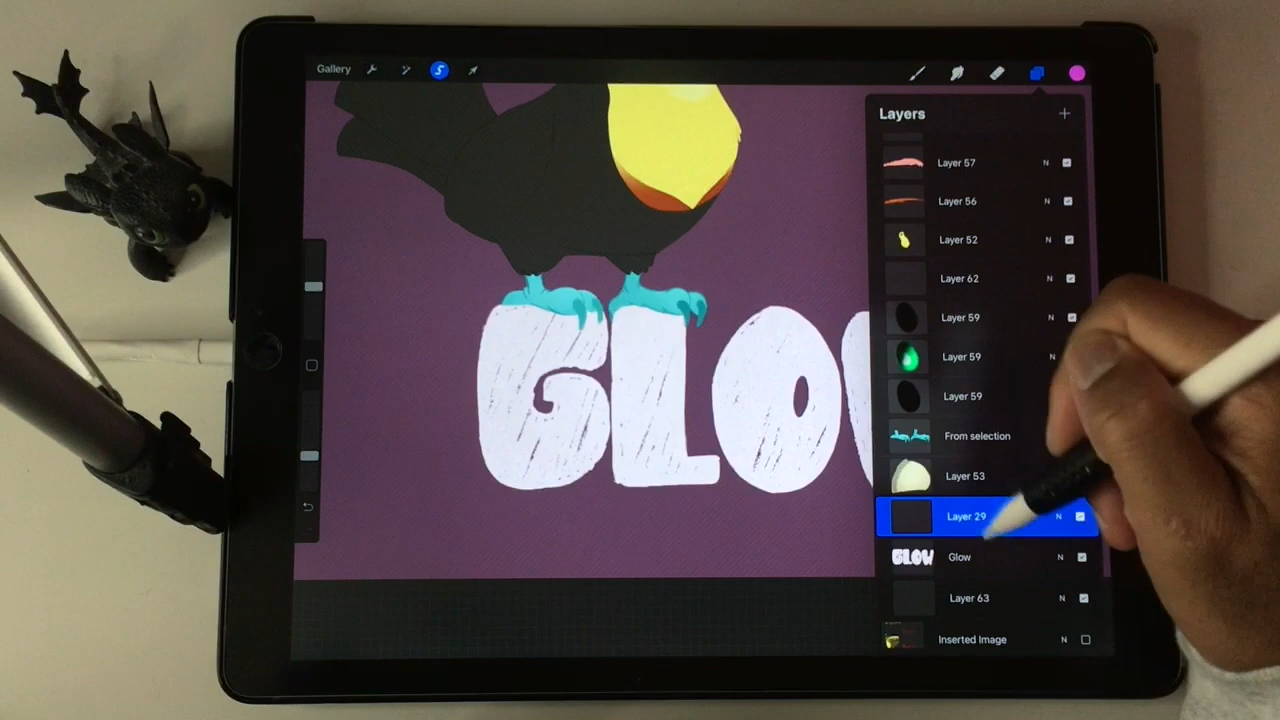 Gallery
S
Layers
Layer 57 N
Layer 56 N
Layer 52 N
Layer 62 N
Layer 59 N
Layer 59 N
Layer 59
From selection
Layer 53
Layer 29 N
Glow N
Layer 63 N
Inserted Image N
GLOW
GLO